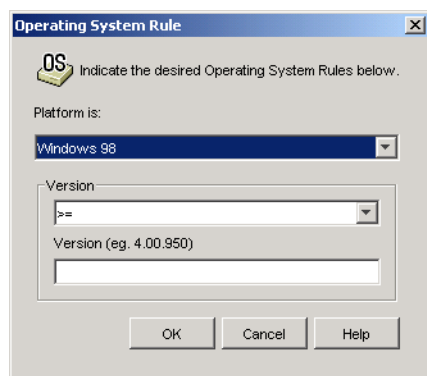 Operating System Rule
OS
Indicate the desired Operating System Rules below.
Platform is:
Windows 98
Version
>=
Version (eg. 4.00.950)
OK Cancel Help